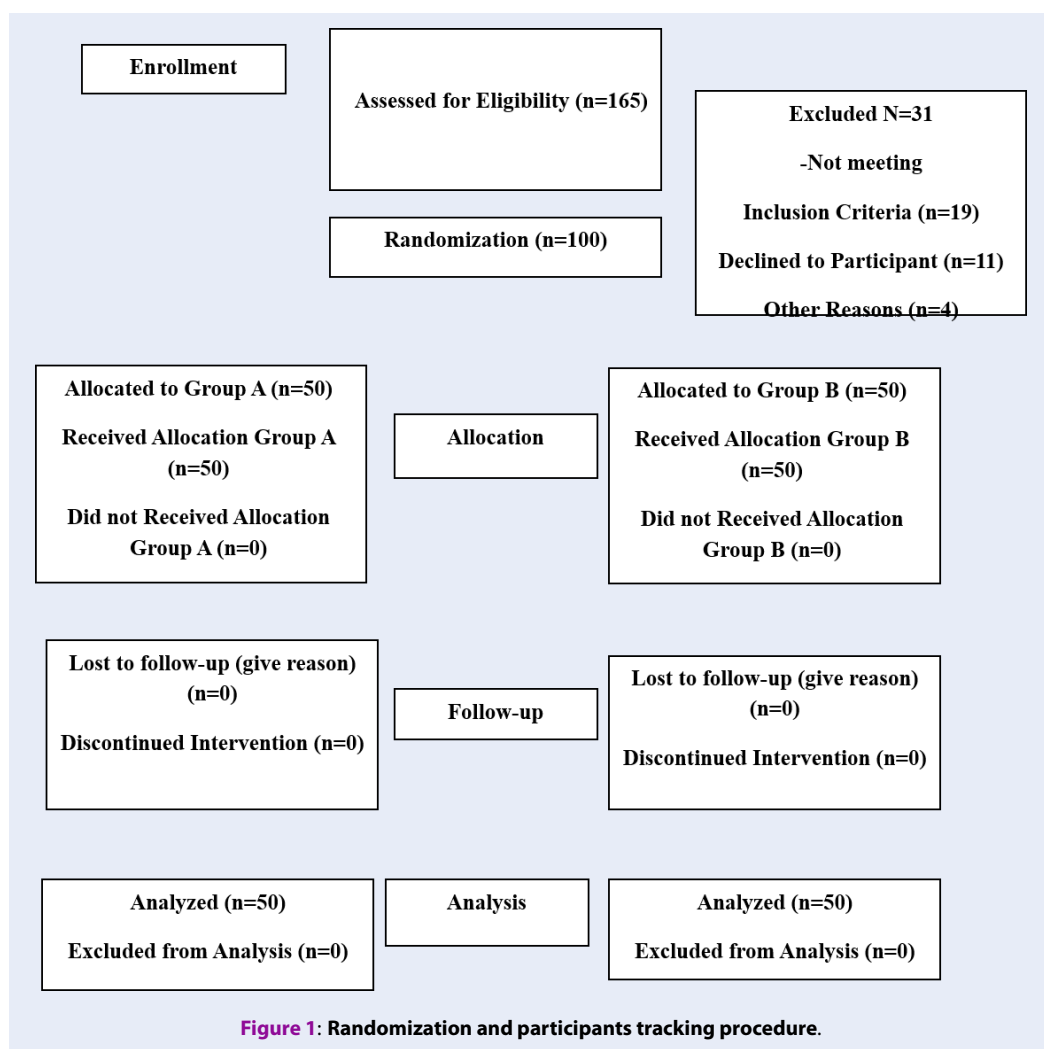 Enrollment
Assessed for Eligibility (n=165)
Excluded N=31
-Not meeting
Inclusion Criteria (n=19)
Declined to Participant (n=11)
Other Reasons (n=4)
Randomization (n=100)
Allocated to Group A (n=50)
Received Allocation Group A
(n=50)
Did not Received Allocation
Group A (n=0)
Allocation
Allocated to Group B (n=50)
Received Allocation Group B
(n=50)
Did not Received Allocation
Group B (n=0)
Lost to follow-up (give reason)
(n=0)
Discontinued Intervention (n=0)
Follow-up
Lost to follow-up (give reason)
(n=0)
Discontinued Intervention (n=0)
Analyzed (n=50)
Excluded from Analysis (n=0)
Analysis
Analyzed (n=50)
Excluded from Analysis (n=0)
Figure 1: Randomization and participants tracking procedure.